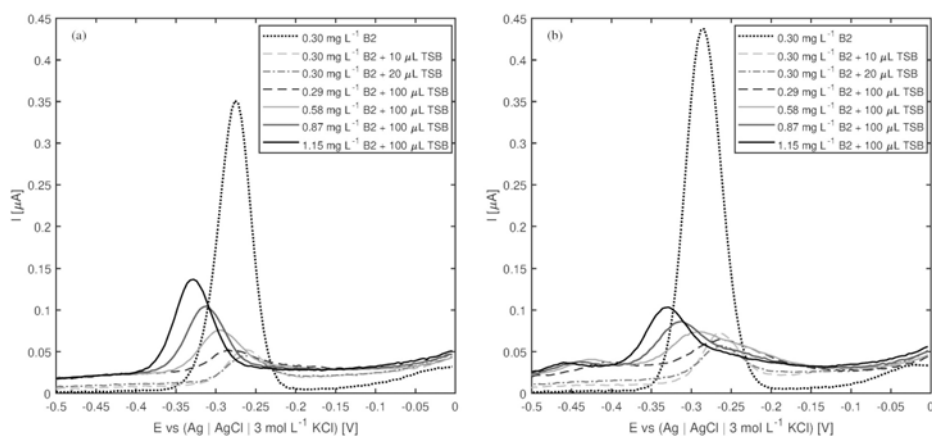 0.45
0.4
0.35
0.3
0.25
0.2
0.15
0.1
0.05
0
I [μA]
(a)
0.30 mg L⁻¹ B2
0.30 mg L⁻¹ B2 + 10 μL TSB
0.30 mg L⁻¹ B2 + 20 μL TSB
0.29 mg L⁻¹ B2 + 100 μL TSB
0.58 mg L⁻¹ B2 + 100 μL TSB
0.87 mg L⁻¹ B2 + 100 μL TSB
1.15 mg L⁻¹ B2 + 100 μL TSB
-0.5 -0.45 -0.4 -0.35 -0.3 -0.25 -0.2 -0.15 -0.1 -0.05 0
E vs (Ag | AgCl | 3 mol L⁻¹ KCl) [V]
0.45
0.4
0.35
0.3
0.25
0.2
0.15
0.1
0.05
0
I [μA]
(b)
0.30 mg L⁻¹ B2
0.30 mg L⁻¹ B2 + 10 μL TSB
0.30 mg L⁻¹ B2 + 20 μL TSB
0.29 mg L⁻¹ B2 + 100 μL TSB
0.58 mg L⁻¹ B2 + 100 μL TSB
0.87 mg L⁻¹ B2 + 100 μL TSB
1.15 mg L⁻¹ B2 + 100 μL TSB
-0.5 -0.45 -0.4 -0.35 -0.3 -0.25 -0.2 -0.15 -0.1 -0.05 0
E vs (Ag | AgCl | 3 mol L⁻¹ KCl) [V]